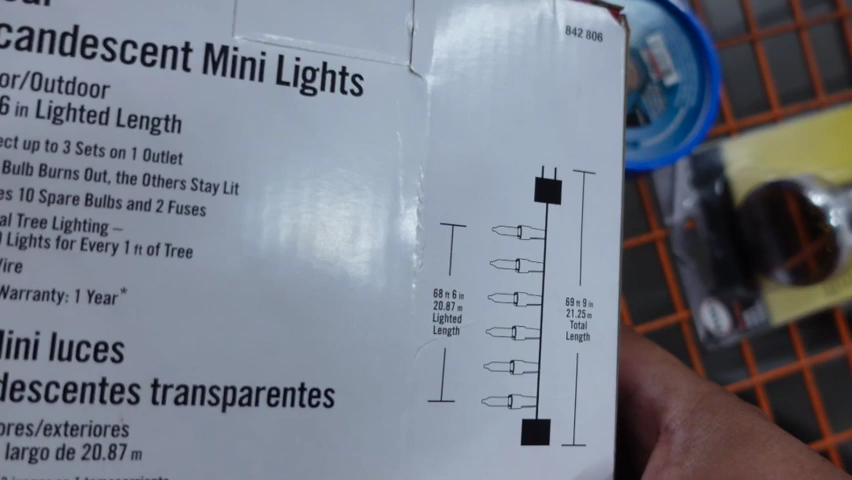 842 806
candescent Mini Lights
or/Outdoor
6 in Lighted Length
ect up to 3 Sets on 1 Outlet
Bulb Burns Out, the Others Stay Lit
es 10 Spare Bulbs and 2 Fuses
al Tree Lighting –
Lights for Every 1 ft of Tree
Vire
Warranty: 1 Year*
68 ft 6 in
20.87 m
Lighted
Length
69 ft 9 in
21.25 m
Total
Length
ini luces
descentes transparentes
ores/exteriores
largo de 20.87 m